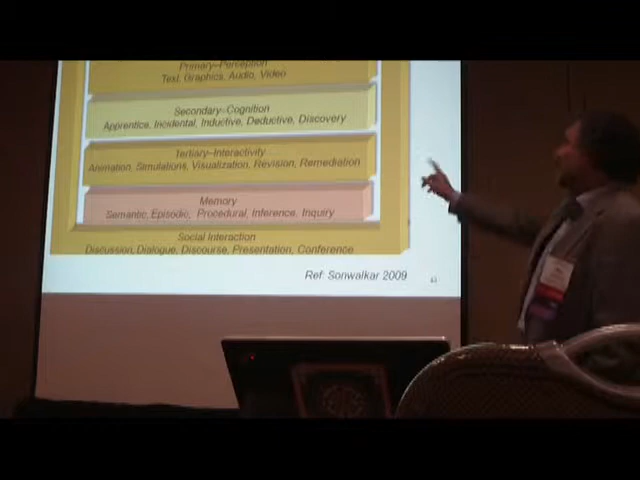 Primary–Perception
Text, Graphics, Audio, Video
Secondary–Cognition
Apprentice, Incidental, Inductive, Deductive, Discovery
Tertiary–Interactivity
Animation, Simulations, Visualization, Revision, Remediation
Memory
Semantic, Episodic, Procedural, Inference, Inquiry
Social Interaction
Discussion, Dialogue, Discourse, Presentation, Conference
Ref: Sonwalkar 2009